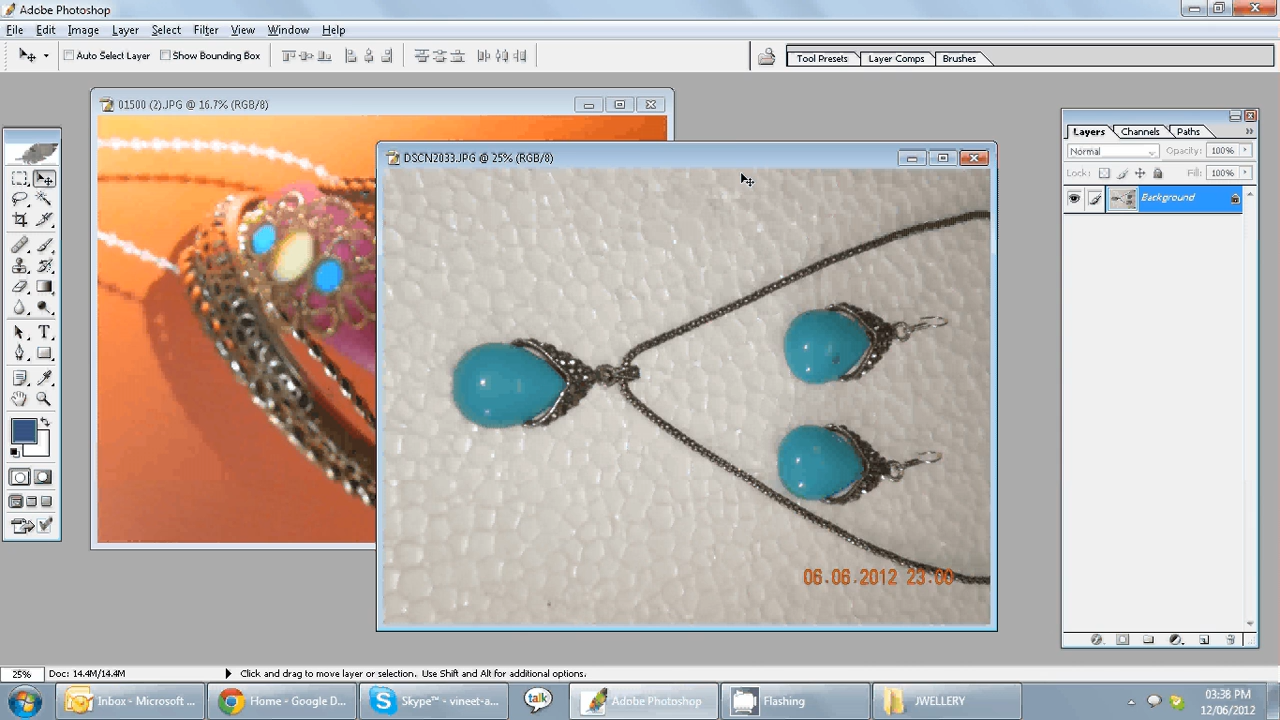 Adobe Photoshop
File Edit Image Layer Select Filter View Window Help
Auto Select Layer Show Bounding Box Tool Presets Layer Comps Brushes
01500 (2).JPG @ 16.7% (RGB/8)
DSCN2033.JPG @ 25% (RGB/8)
Layers Channels Paths
Normal Opacity: 100%
Lock: Fill: 100%
Background
06.06.2012 23:00
25% Doc: 14.4M/14.4M Click and drag to move layer or selection. Use Shift and Alt for additional options.
Inbox - Microsoft ... Home - Google D... Skype™ - vineet-a... talk Adobe Photoshop Flashing JWELLERY
03:38 PM
12/06/2012